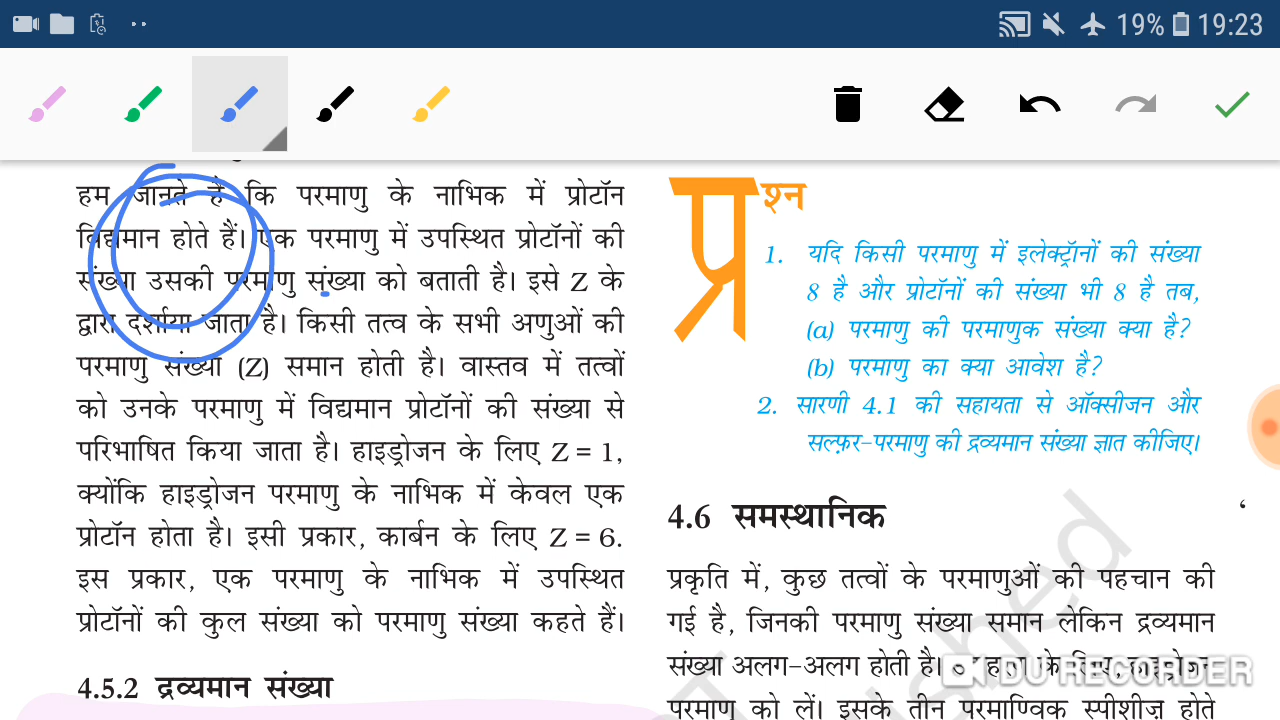 19% 19:23
हम जानते हैं कि परमाणु के नाभिक में प्रोटॉन
विद्यमान होते हैं। एक परमाणु में उपस्थित प्रोटॉनों की
संख्या उसकी परमाणु संख्या को बताती है। इसे Z के
द्वारा दर्शाया जाता है। किसी तत्व के सभी अणुओं की
परमाणु संख्या (Z) समान होती है। वास्तव में तत्वों
को उनके परमाणु में विद्यमान प्रोटॉनों की संख्या से
परिभाषित किया जाता है। हाइड्रोजन के लिए Z = 1,
क्योंकि हाइड्रोजन परमाणु के नाभिक में केवल एक
प्रोटॉन होता है। इसी प्रकार, कार्बन के लिए Z = 6.
इस प्रकार, एक परमाणु के नाभिक में उपस्थित
प्रोटॉनों की कुल संख्या को परमाणु संख्या कहते हैं।
4.5.2 द्रव्यमान संख्या
प्रश्न
1. यदि किसी परमाणु में इलेक्ट्रॉनों की संख्या
8 है और प्रोटॉनों की संख्या भी 8 है तब,
(a) परमाणु की परमाणुक संख्या क्या है?
(b) परमाणु का क्या आवेश है?
2. सारणी 4.1 की सहायता से ऑक्सीजन और
सल्फ़र-परमाणु की द्रव्यमान संख्या ज्ञात कीजिए।
4.6 समस्थानिक
प्रकृति में, कुछ तत्वों के परमाणुओं की पहचान की
गई है, जिनकी परमाणु संख्या समान लेकिन द्रव्यमान
संख्या अलग-अलग होती है। के लिए, हाइड्रोजन
परमाणु को लें। इसके तीन परमाण्विक स्पीशीज़ होते
DU RECORDER